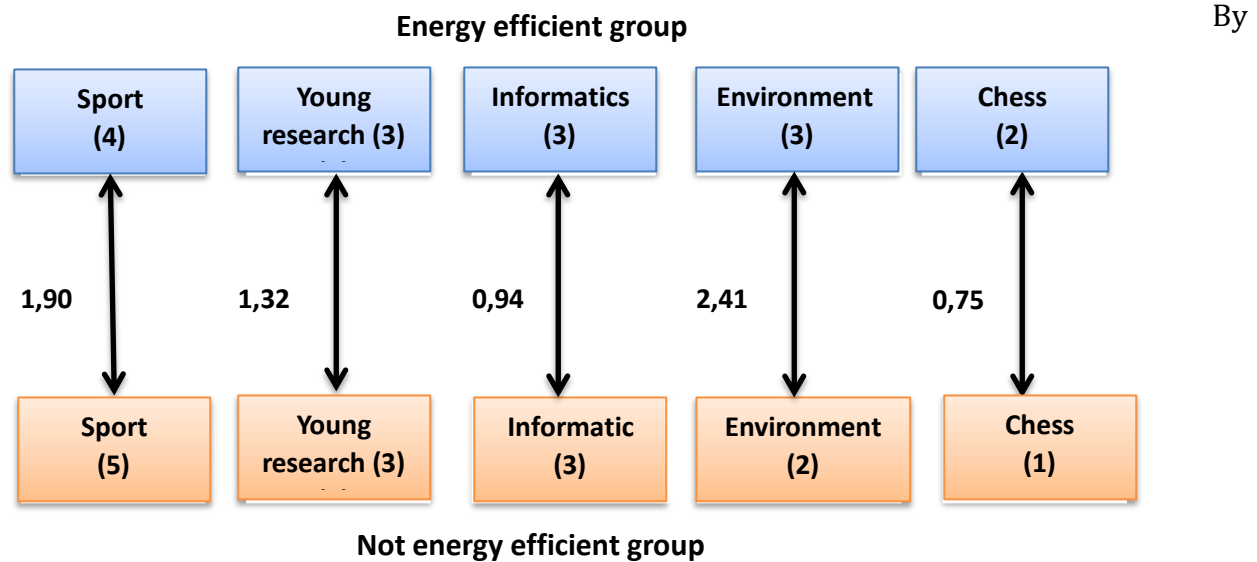 By
Energy efficient group
Sport
(4)
Young
research (3)
Informatics
(3)
Environment
(3)
Chess
(2)
1,90
1,32
0,94
2,41
0,75
Sport
(5)
Young
research (3)
Informatic
(3)
Environment
(2)
Chess
(1)
Not energy efficient group